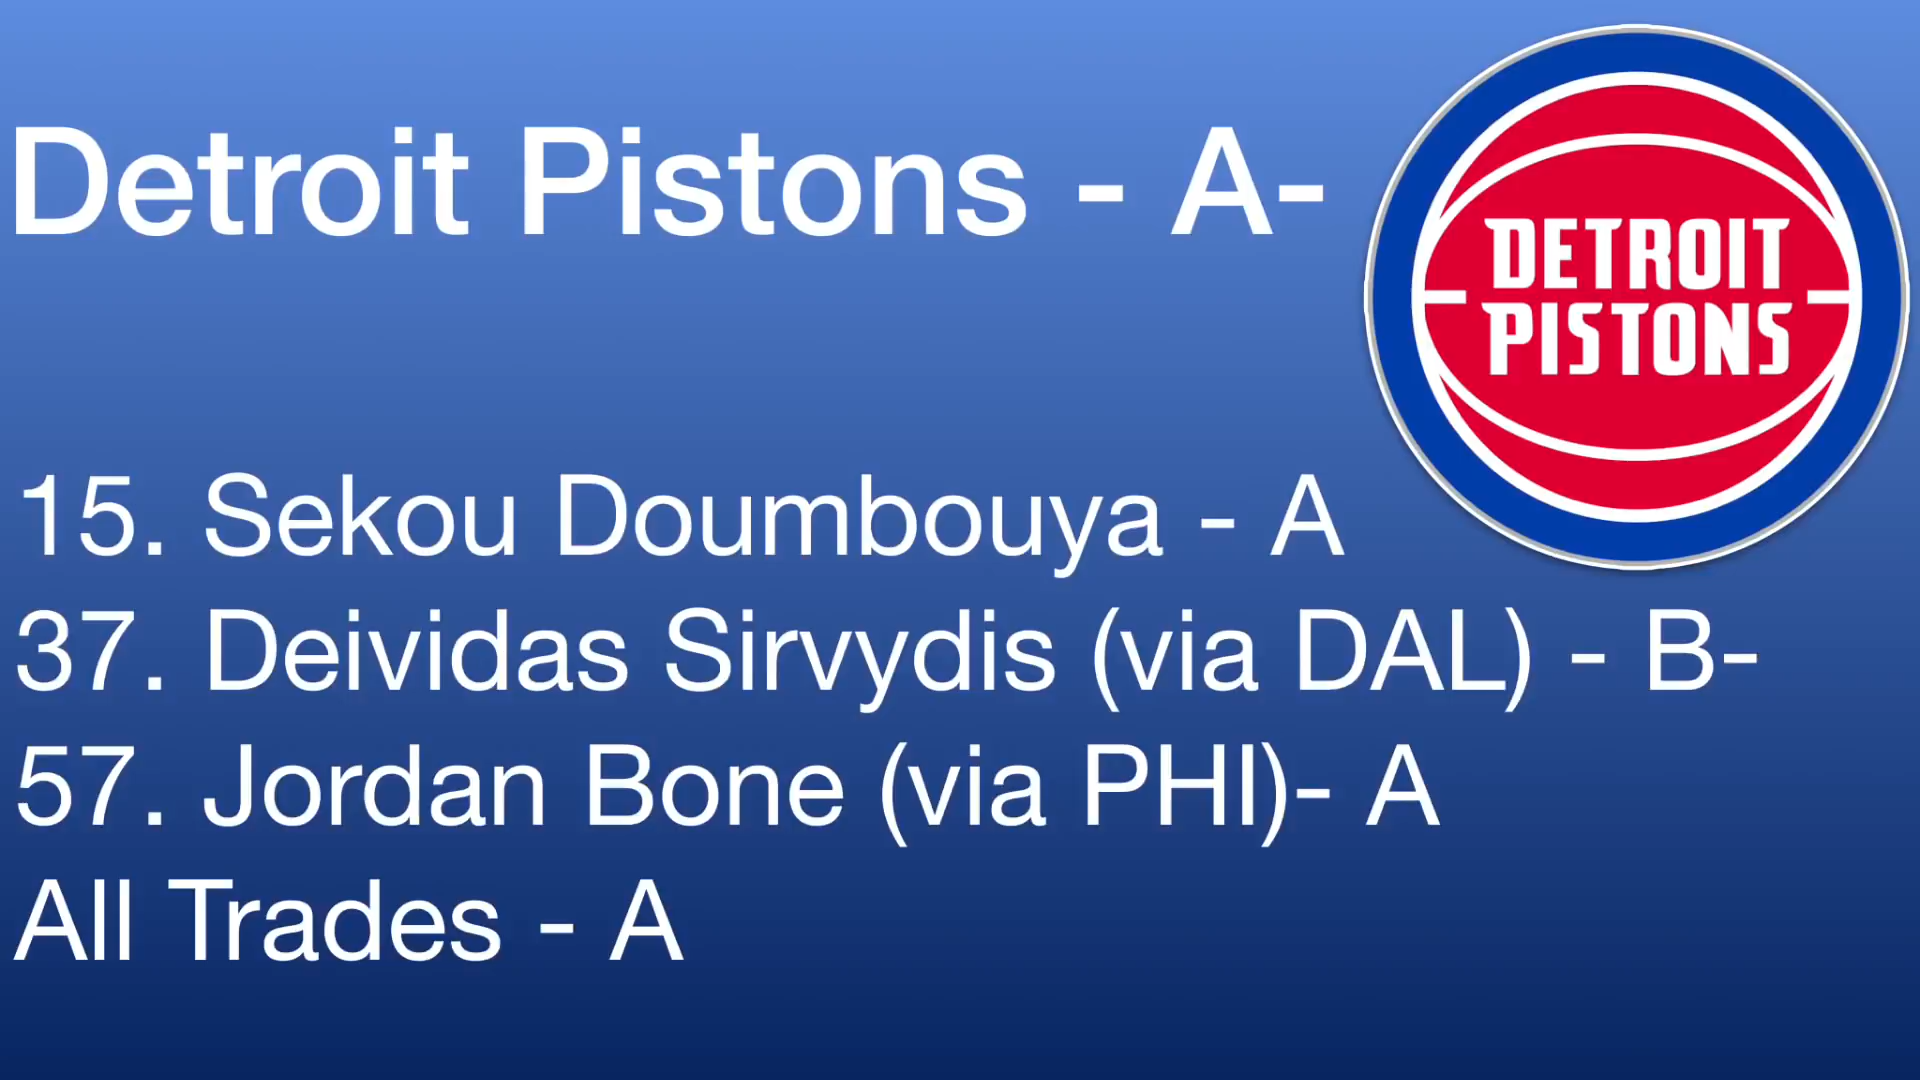 Detroit Pistons - A-
DETROIT
PISTONS
15. Sekou Doumbouya - A
37. Deividas Sirvydis (via DAL) - B-
57. Jordan Bone (via PHI)- A
All Trades - A